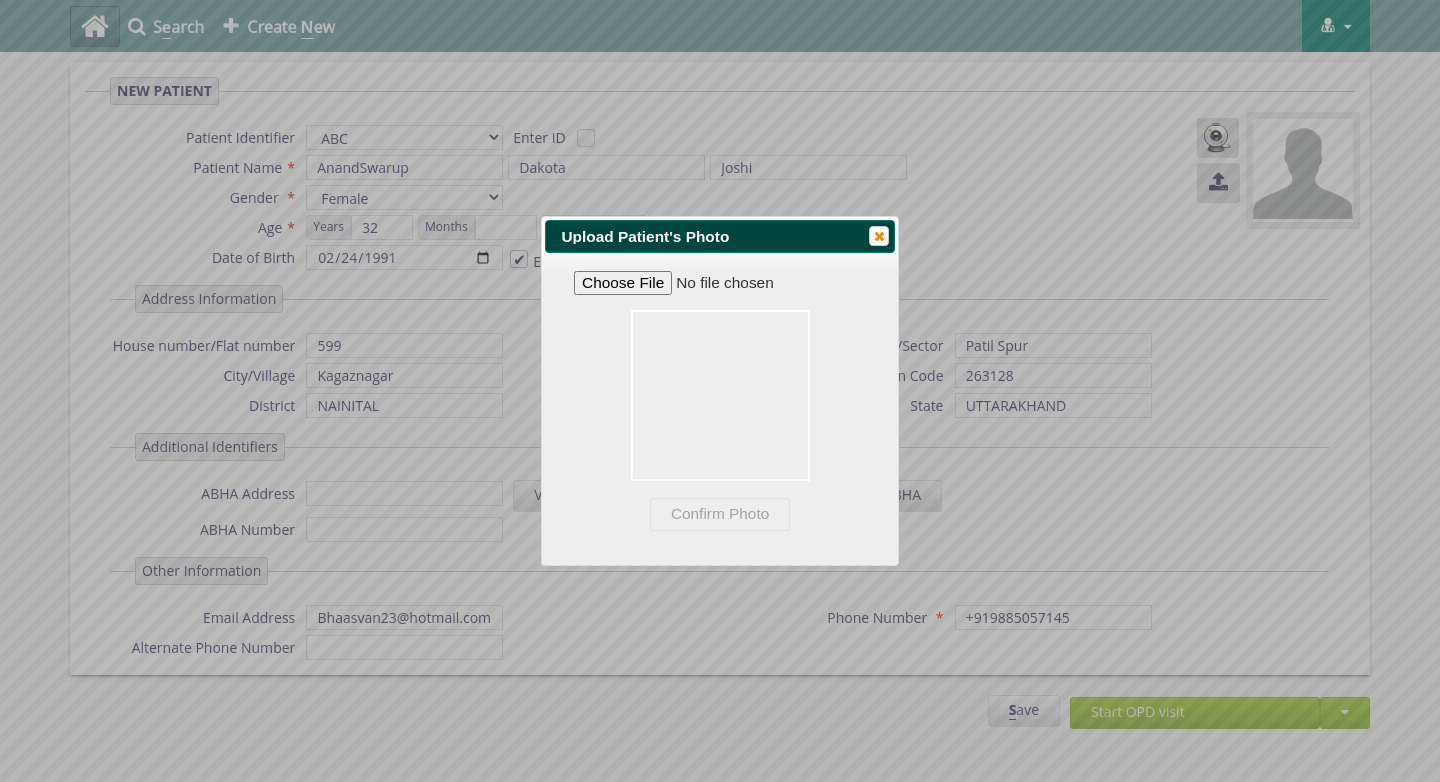 Search Create New
NEW PATIENT
Patient Identifier ABC Enter ID
Patient Name * AnandSwarup Dakota Joshi
Gender * Female
Age * Years 32 Months
Date of Birth 02/24/1991
Upload Patient's Photo
Choose File No file chosen
Confirm Photo
Address Information
House number/Flat number 599 /Sector Patil Spur
City/Village Kagaznagar Code 263128
District NAINITAL State UTTARAKHAND
Additional Identifiers
ABHA Address
ABHA Number
Other Information
Email Address Bhaasvan23@hotmail.com Phone Number * +919885057145
Alternate Phone Number
Save Start OPD visit